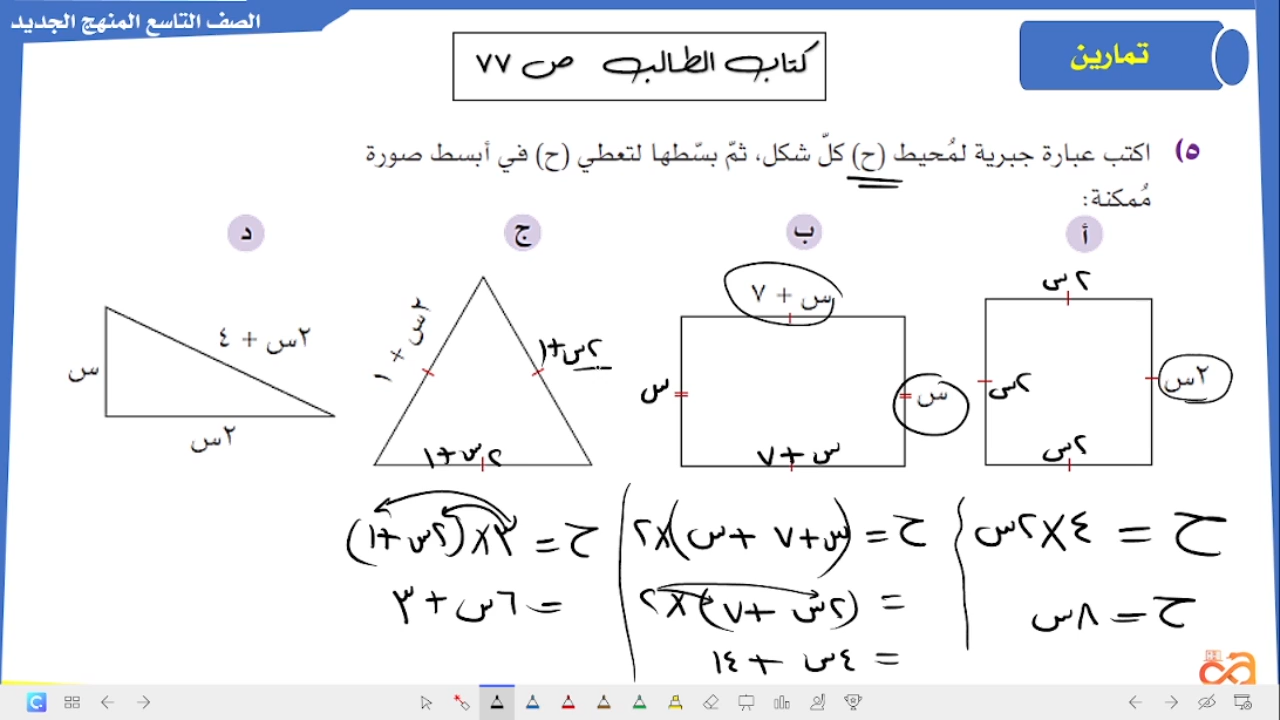 الصف التاسع المنهج الجديد
تمارين
كتاب الطالب ص ٧٧
٥) اكتب عبارة جبرية لمُحيط (ح) كلّ شكل، ثمّ بسّطها لتعطي (ح) في أبسط صورة
مُمكنة:
أ
٢س
٢س
٢س
٢س
ح = ٤×٢س
ح = ٨س
ب
س + ٧
س
س
س + ٧
ح = (س+٧ + س)×٢
= (٢س + ٧)×٢
= ٤س + ١٤
ج
٢س + ١
٢س+١
٢س+١
ح = ٣×(٢س+١)
= ٦س + ٣
د
٢س + ٤
س
٢س